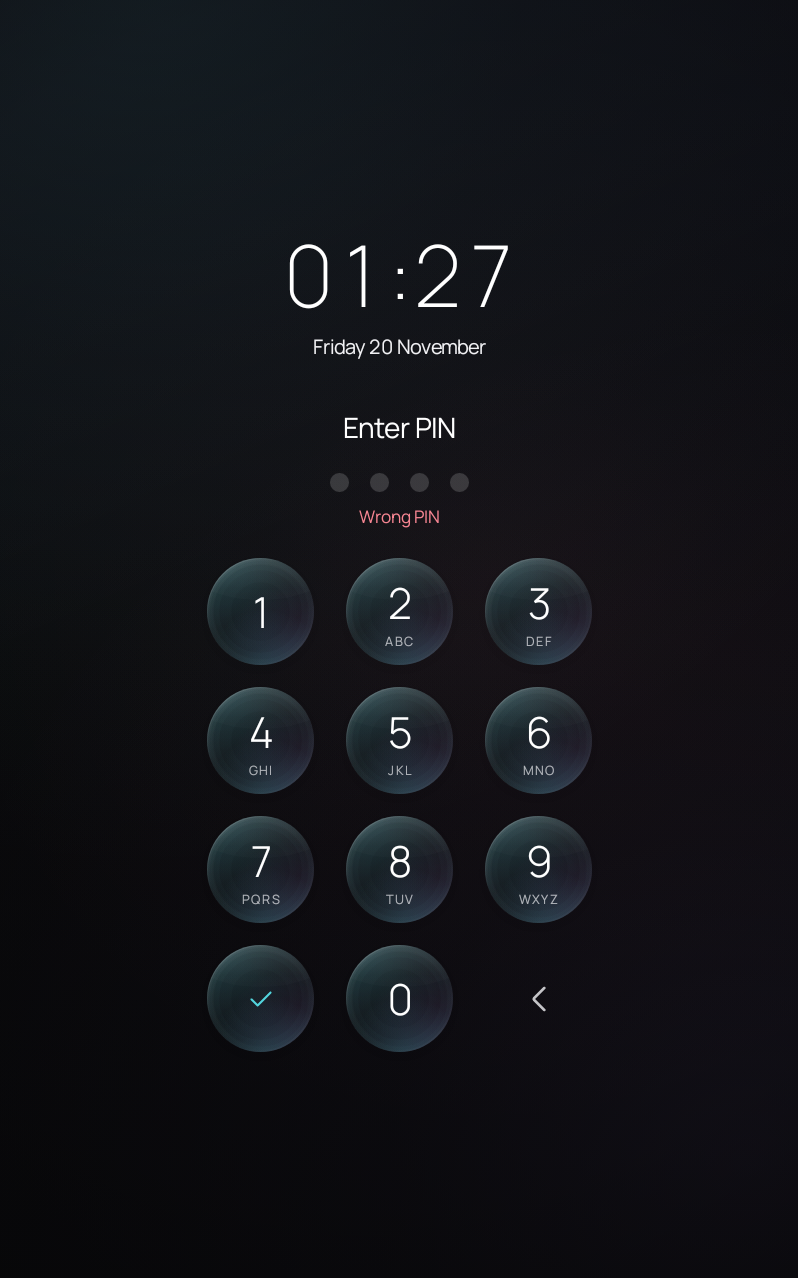 01:27
Friday 20 November
Enter PIN
Wrong PIN
1 2 3
ABC DEF
4 5 6
GHI JKL MNO
7 8 9
PQRS TUV WXYZ
0